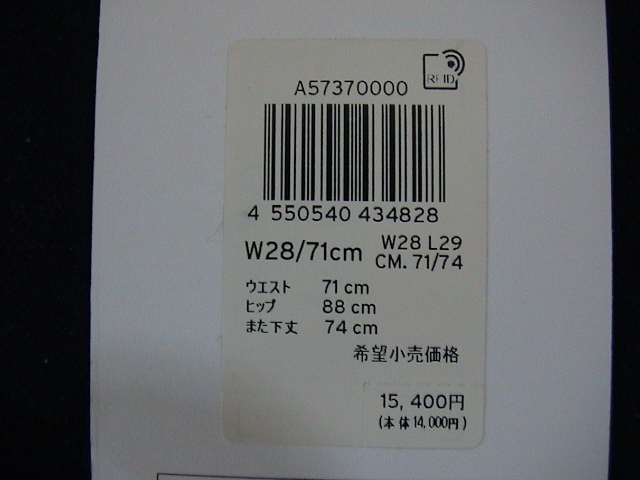 RFID
A57370000
4 550540 434828
W28/71cm
W28 L29
CM. 71/74
ウエスト 71 cm
ヒップ 88 cm
また下丈 74 cm
希望小売価格
15,400円
(本体14,000円)